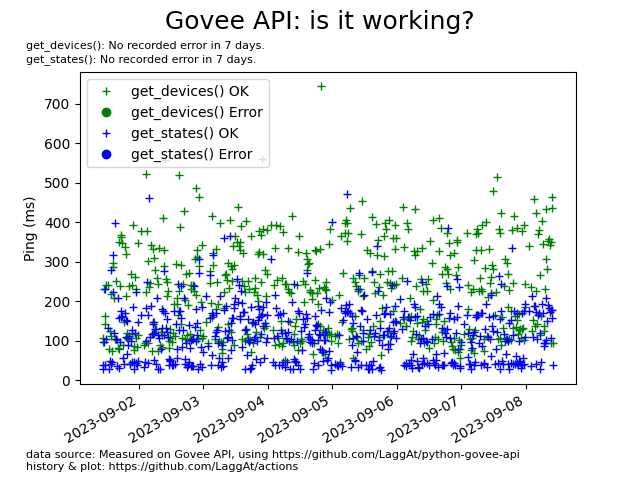 Govee API: is it working?
get_devices(): No recorded error in 7 days.
get_states(): No recorded error in 7 days.
get_devices() OK
get_devices() Error
get_states() OK
get_states() Error
Ping (ms)
700
600
500
400
300
200
100
0
2023-09-02
2023-09-03
2023-09-04
2023-09-05
2023-09-06
2023-09-07
2023-09-08
data source: Measured on Govee API, using https://github.com/LaggAt/python-govee-api
history & plot: https://github.com/LaggAt/actions